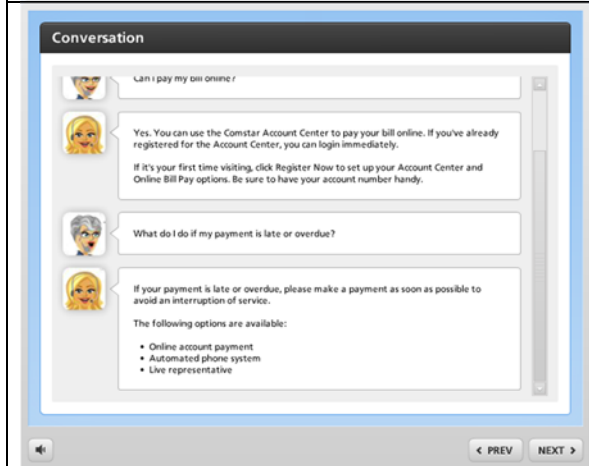 Conversation
Can I pay my bill online?
Yes. You can use the Comstar Account Center to pay your bill online. If you've already
registered for the Account Center, you can login immediately.
If it's your first time visiting, click Register Now to set up your Account Center and
Online Bill Pay options. Be sure to have your account number handy.
What do I do if my payment is late or overdue?
If your payment is late or overdue, please make a payment as soon as possible to
avoid an interruption of service.
The following options are available:
• Online account payment
• Automated phone system
• Live representative
< PREV NEXT >